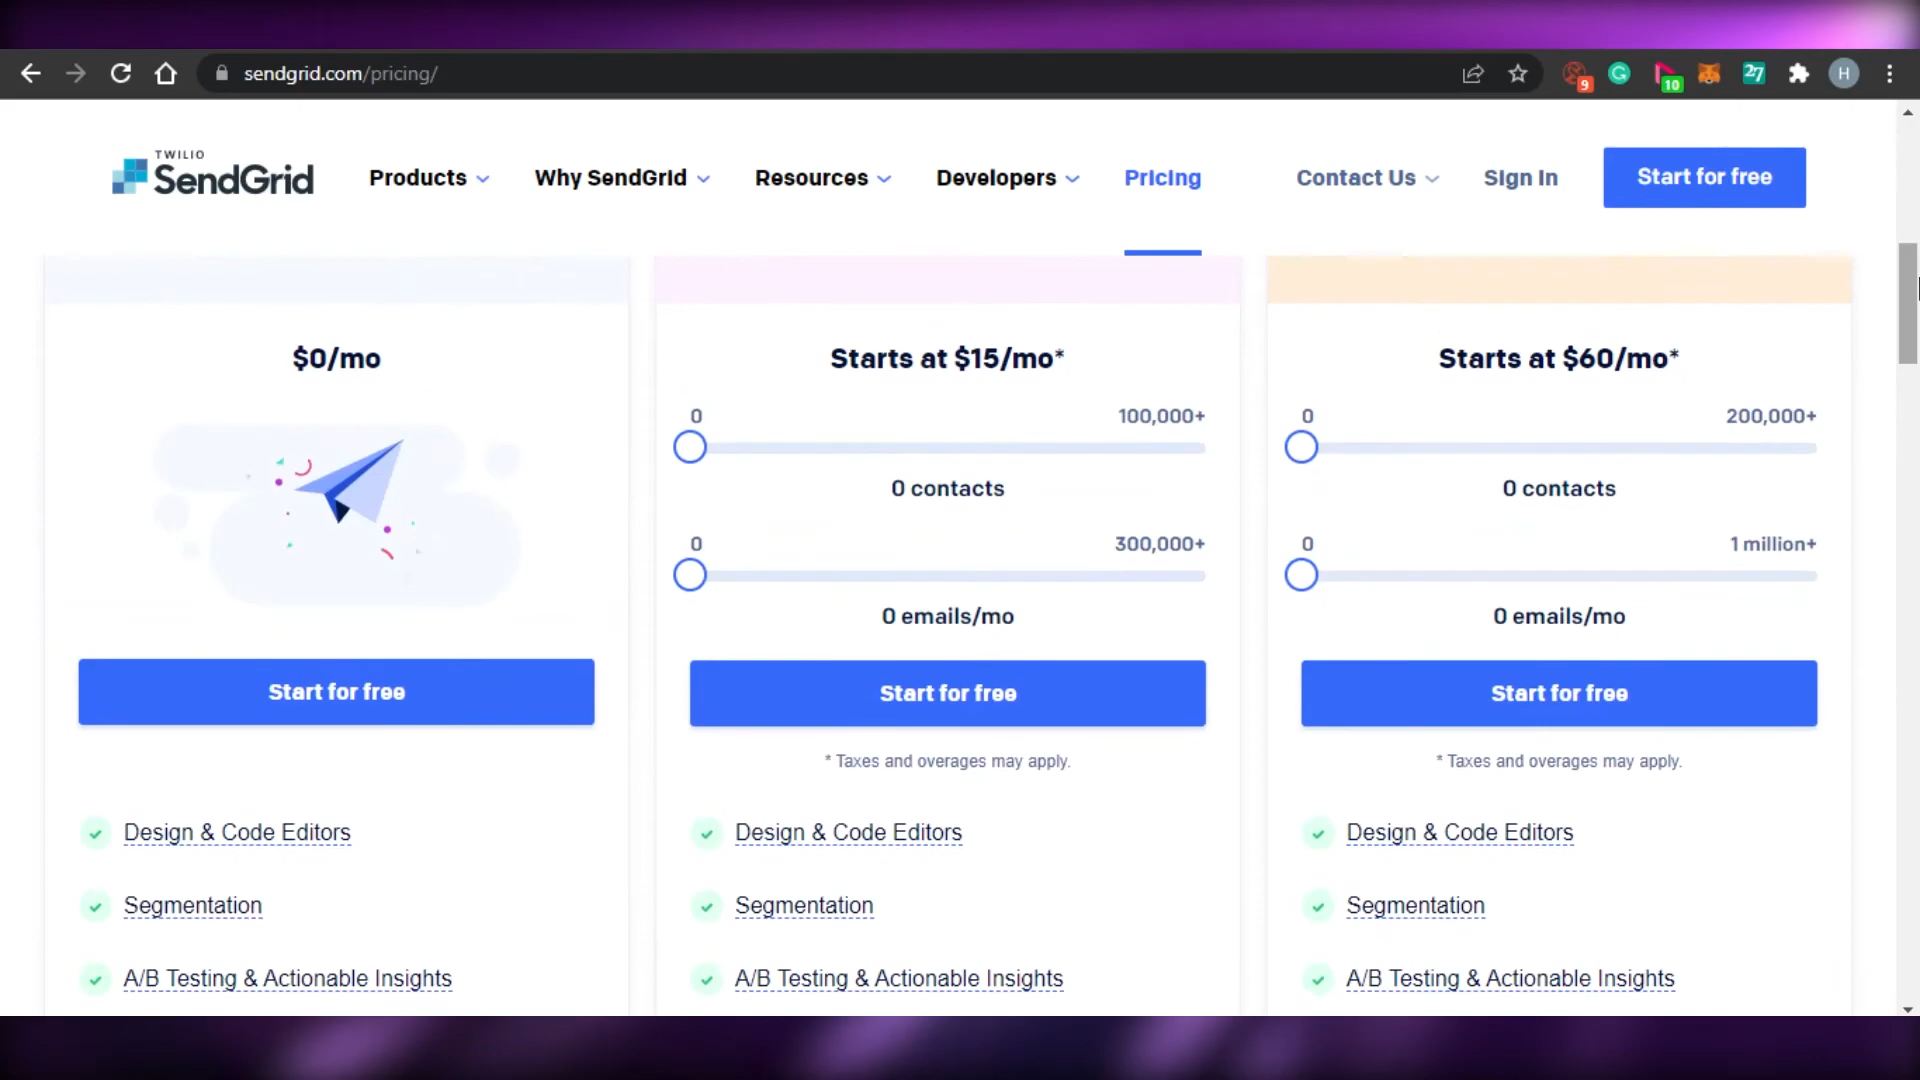 sendgrid.com/pricing/
9
10
27
H
TWILIO
SendGrid
Products
Why SendGrid
Resources
Developers
Pricing
Contact Us
Sign In
Start for free
$0/mo
Start for free
Design & Code Editors
Segmentation
A/B Testing & Actionable Insights
Starts at $15/mo*
0 100,000+
0 contacts
0 300,000+
0 emails/mo
Start for free
* Taxes and overages may apply.
Design & Code Editors
Segmentation
A/B Testing & Actionable Insights
Starts at $60/mo*
0 200,000+
0 contacts
0 1 million+
0 emails/mo
Start for free
* Taxes and overages may apply.
Design & Code Editors
Segmentation
A/B Testing & Actionable Insights